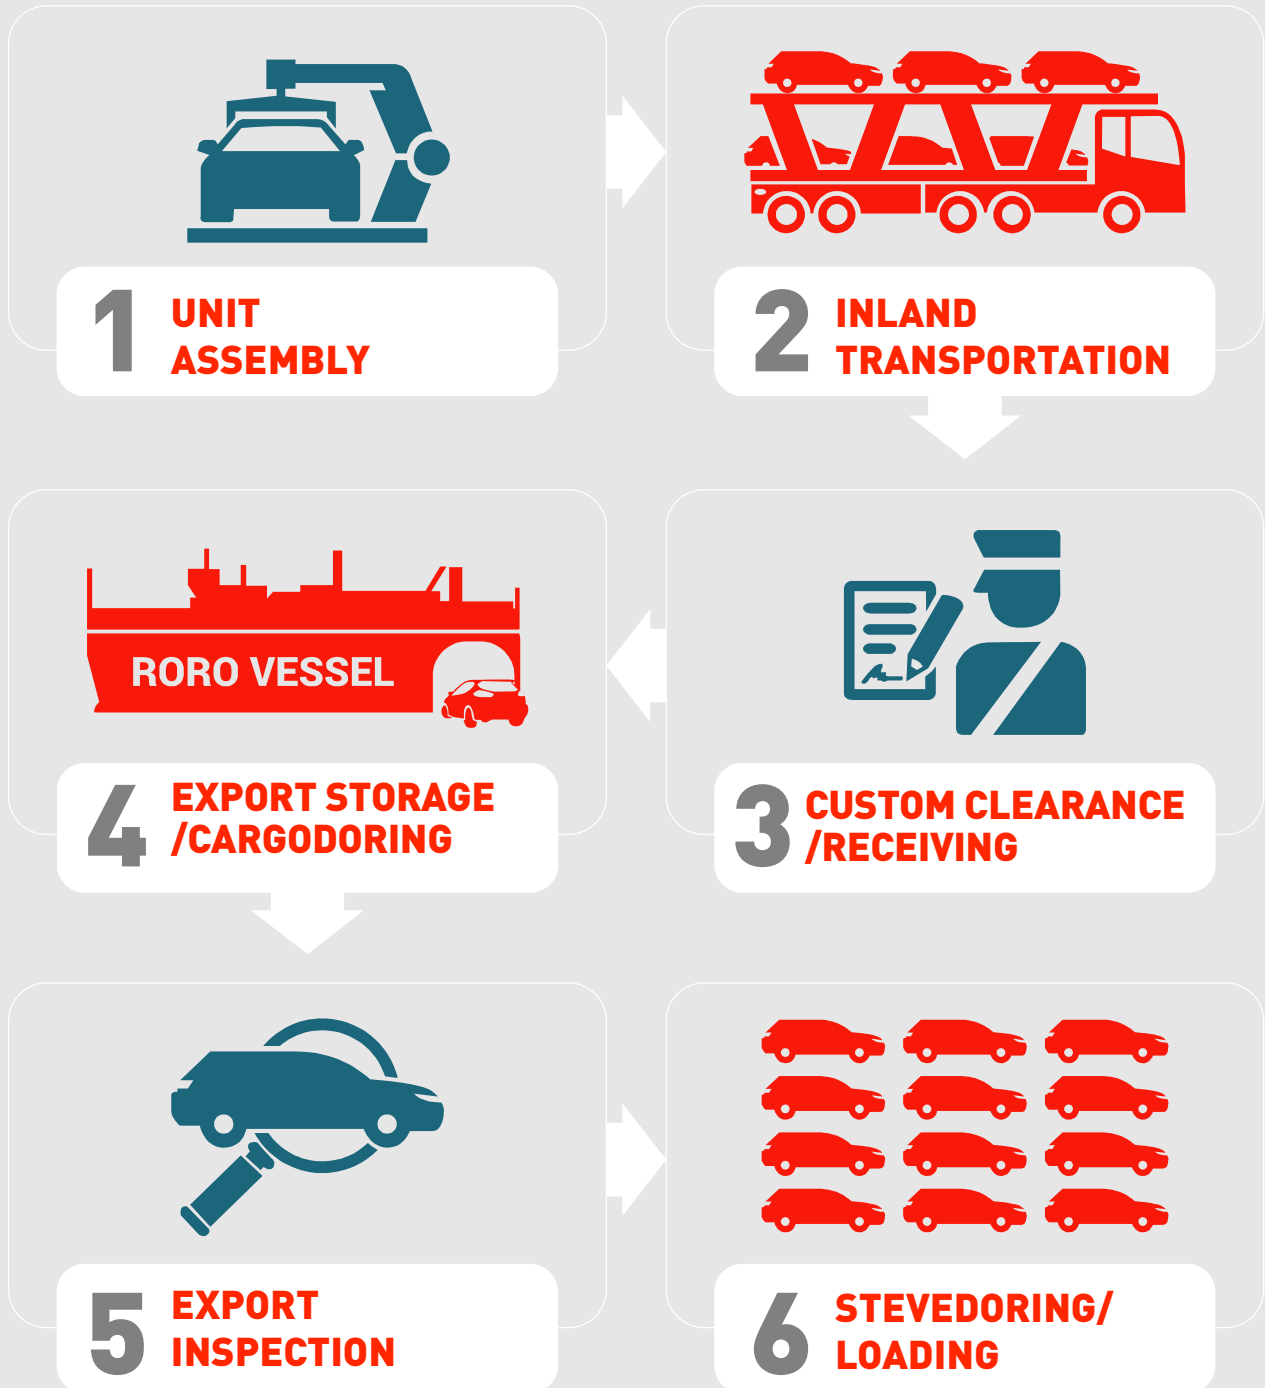 1 UNIT
ASSEMBLY
2 INLAND
TRANSPORTATION
3 CUSTOM CLEARANCE
/RECEIVING
RORO VESSEL
4 EXPORT STORAGE
/CARGODORING
5 EXPORT
INSPECTION
6 STEVEDORING/
LOADING